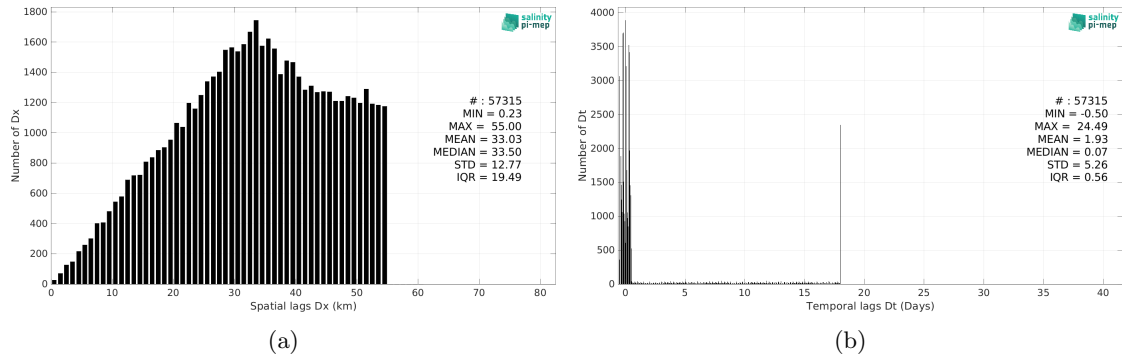 1800
1600
1400
1200
1000
800
600
400
200
0
Number of Dx
0 10 20 30 40 50 60 70 80
Spatial lags Dx (km)
salinity
pi-mep
# : 57315
MIN = 0.23
MAX = 55.00
MEAN = 33.03
MEDIAN = 33.50
STD = 12.77
IQR = 19.49
(a)
4000
3500
3000
2500
2000
1500
1000
500
0
Number of Dt
0 5 10 15 20 25 30 35 40
Temporal lags Dt (Days)
salinity
pi-mep
# : 57315
MIN = -0.50
MAX = 24.49
MEAN = 1.93
MEDIAN = 0.07
STD = 5.26
IQR = 0.56
(b)